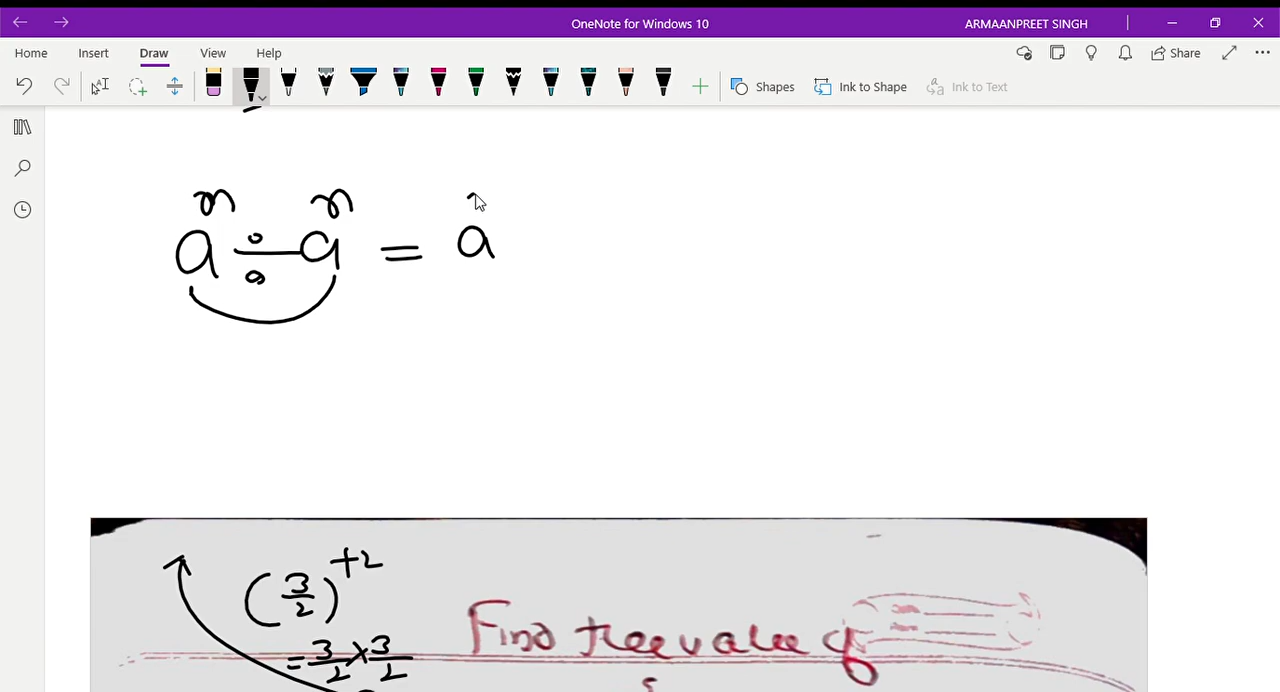 OneNote for Windows 10
ARMAANPREET SINGH
Home Insert Draw View Help
Share
Shapes
Ink to Shape
Ink to Text
a^m ÷ a^n = a
(3/2)^+2
= 3/2 × 3/2
Find the value of